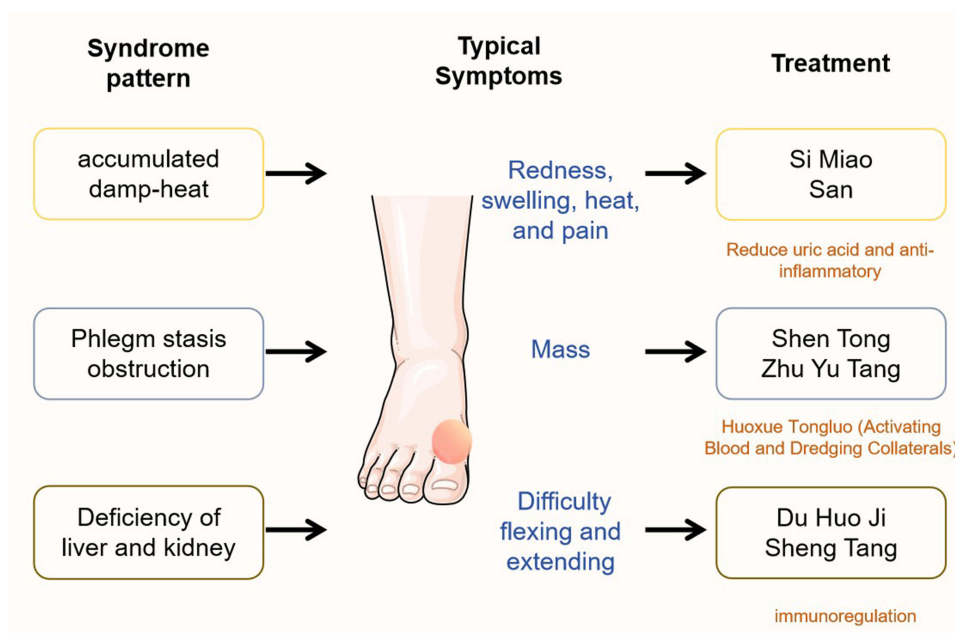 Syndrome
pattern
Typical
Symptoms
Treatment
accumulated
damp-heat
Redness,
swelling, heat,
and pain
Si Miao
San
Reduce uric acid and anti-
inflammatory
Phlegm stasis
obstruction
Mass
Shen Tong
Zhu Yu Tang
Huoxue Tongluo (Activating
Blood and Dredging Collaterals)
Deficiency of
liver and kidney
Difficulty
flexing and
extending
Du Huo Ji
Sheng Tang
immunoregulation